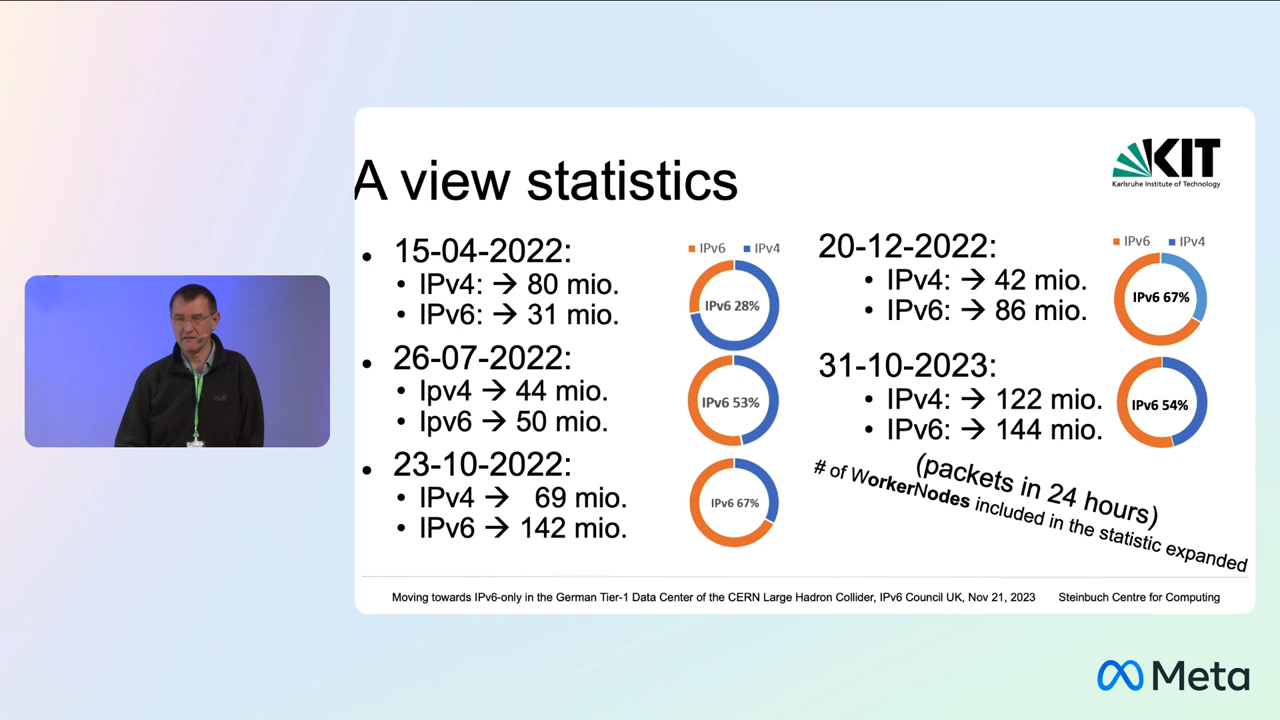 A view statistics
KIT
Karlsruhe Institute of Technology
• 15-04-2022:
• IPv4: → 80 mio.
• IPv6: → 31 mio.
IPv6 IPv4
IPv6 28%
• 26-07-2022:
• Ipv4 → 44 mio.
• Ipv6 → 50 mio.
IPv6 53%
• 23-10-2022:
• IPv4 → 69 mio.
• IPv6 → 142 mio.
IPv6 67%
20-12-2022:
• IPv4: → 42 mio.
• IPv6: → 86 mio.
IPv6 IPv4
IPv6 67%
31-10-2023:
• IPv4: → 122 mio.
• IPv6: → 144 mio.
IPv6 54%
(packets in 24 hours)
# of WorkerNodes included in the statistic expanded
Moving towards IPv6-only in the German Tier-1 Data Center of the CERN Large Hadron Collider, IPv6 Council UK, Nov 21, 2023
Steinbuch Centre for Computing
Meta